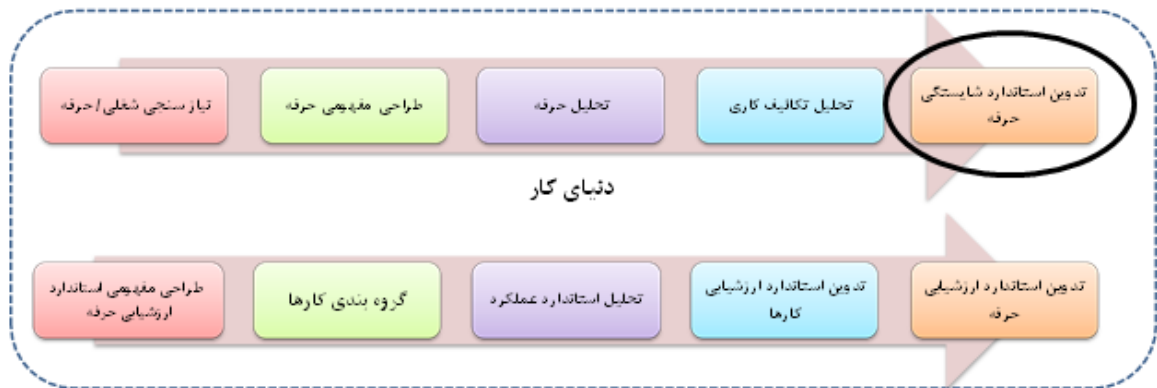 نیاز سنجی شغلی/حرفه
طراحی مفهومی حرفه
تحلیل حرفه
تحلیل تکالیف کاری
تدوین استاندارد شایستگی
حرفه
دنیای کار
طراحی مفهومی استاندارد
ارزشیابی حرفه
گروه بندی کارها
تحلیل استاندارد عملکرد
تدوین استاندارد ارزشیابی
کارها
تدوین استاندارد ارزشیابی
حرفه